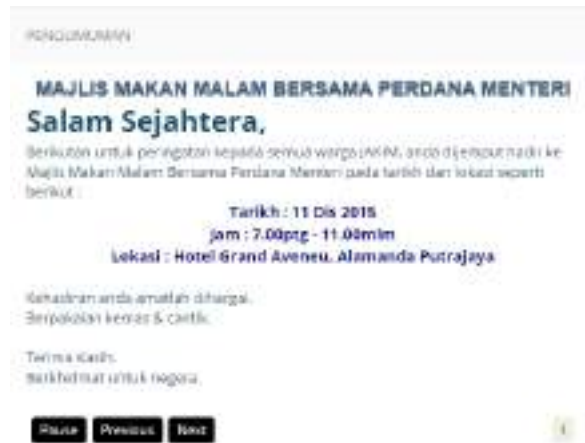 PENGUMUMAN
MAJLIS MAKAN MALAM BERSAMA PERDANA MENTERI
Salam Sejahtera,
Berikutan untuk peringatan kepada semua warga JAKIM, anda dijemput hadir ke
Majlis Makan Malam Bersama Perdana Menteri pada tarikh dan lokasi seperti
berikut :
Tarikh : 11 Dis 2015
Jam : 7.00ptg - 11.00mlm
Lokasi : Hotel Grand Aveneu, Alamanda Putrajaya
Kehadiran anda amatlah dihargai.
Berpakaian kemas & cantik.
Terima Kasih.
Berkhidmat untuk negara.
Pause Previous Next